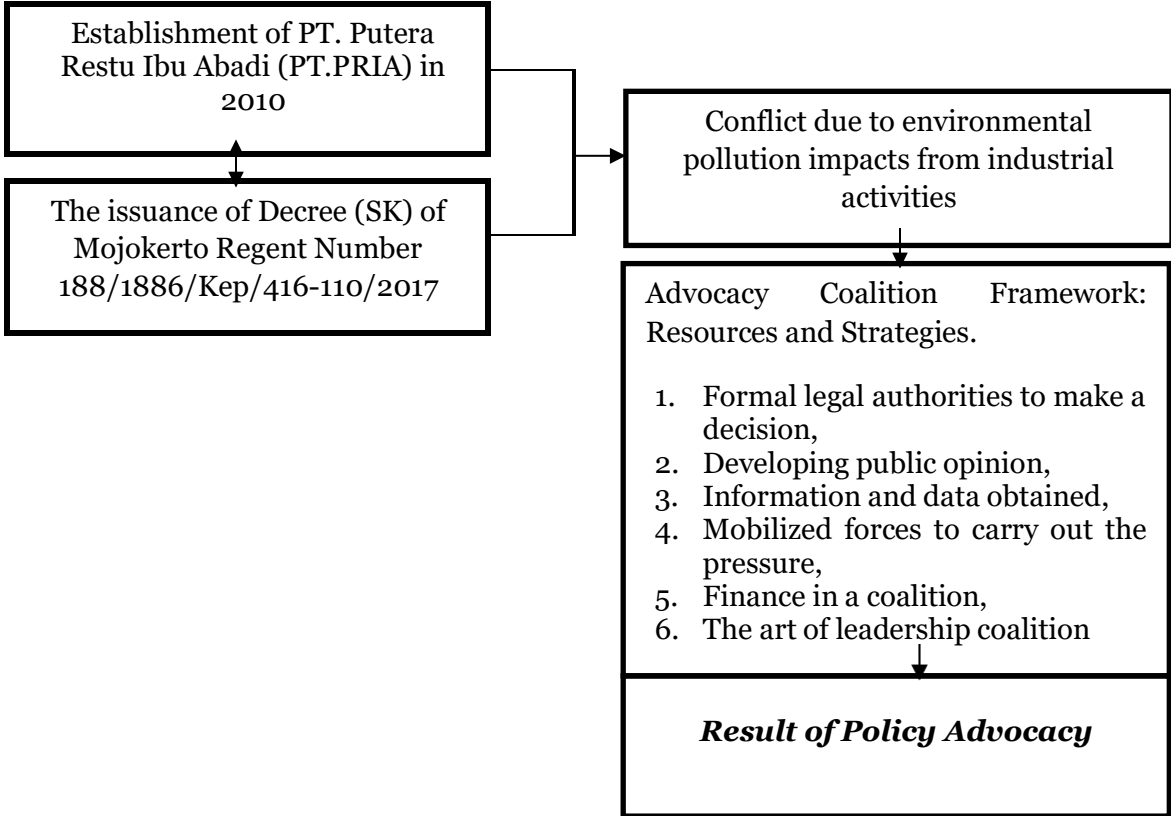 Establishment of PT. Putera
Restu Ibu Abadi (PT.PRIA) in
2010
The issuance of Decree (SK) of
Mojokerto Regent Number
188/1886/Kep/416-110/2017
Conflict due to environmental
pollution impacts from industrial
activities
Advocacy Coalition Framework:
Resources and Strategies.
1. Formal legal authorities to make a
decision,
2. Developing public opinion,
3. Information and data obtained,
4. Mobilized forces to carry out the
pressure,
5. Finance in a coalition,
6. The art of leadership coalition
Result of Policy Advocacy